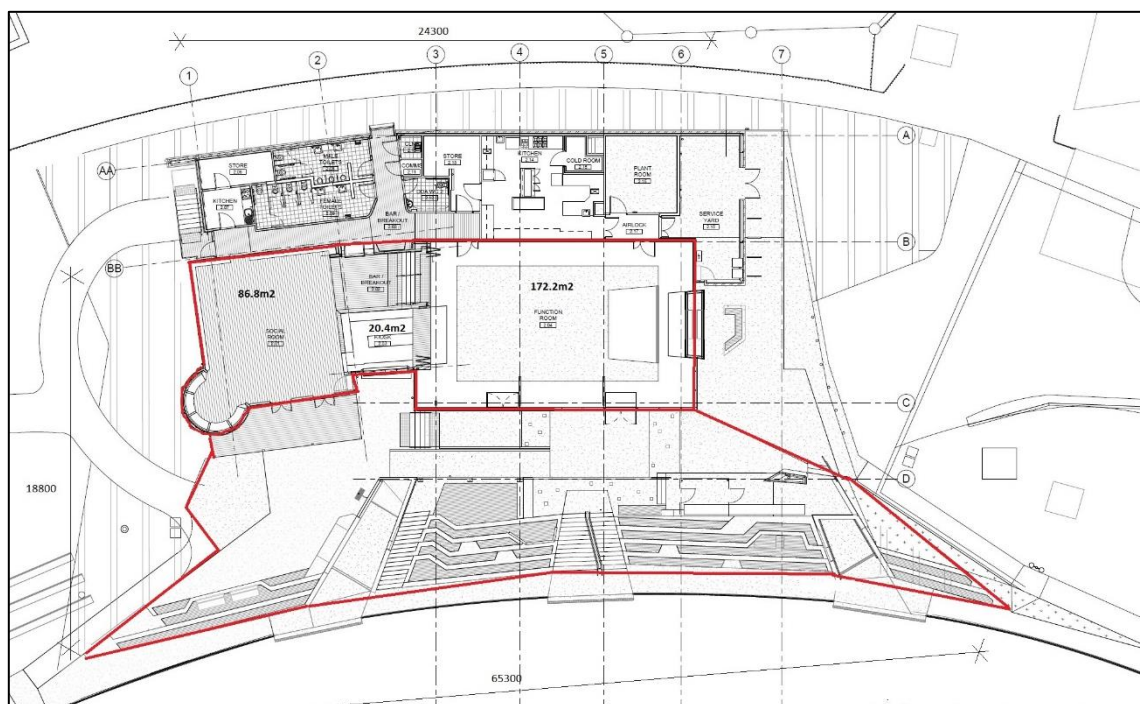 24300
1
2
3
4
5
6
7
A
AA
STORE
MALE
TOILETS
COMMS
STORE
KITCHEN
COLD ROOM
PLANT
ROOM
KITCHEN
FEMALE
BAR /
BREAKOUT
AIRLOCK
SERVICE
YARD
B
BB
86.8m2
BAR /
BREAKOUT
172.2m2
FUNCTION
ROOM
20.4m2
SOCIAL
ROOM
C
D
18800
65300